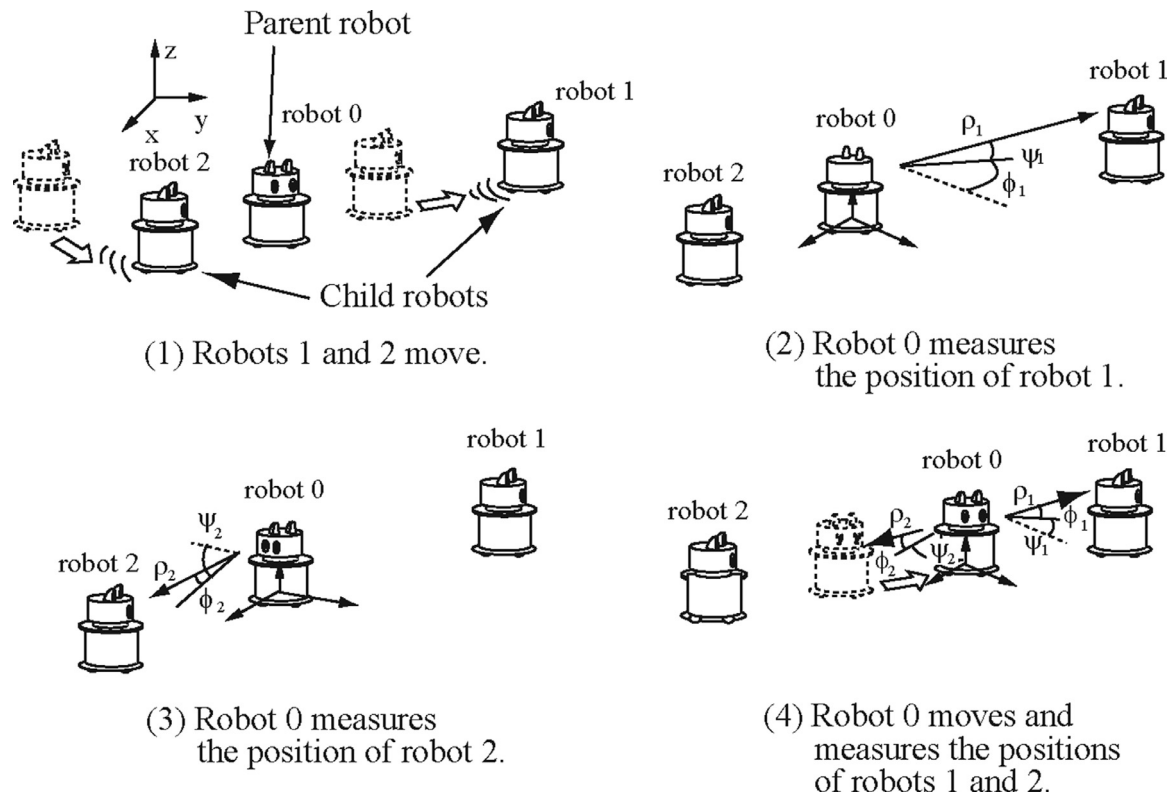 Parent robot
z
y
x
robot 0
robot 1
robot 2
Child robots
(1) Robots 1 and 2 move.
robot 1
robot 0
ρ₁
ψ₁
ϕ₁
robot 2
(2) Robot 0 measures
the position of robot 1.
robot 1
robot 0
ψ₂
robot 2
ρ₂
ϕ₂
(3) Robot 0 measures
the position of robot 2.
robot 1
robot 0
robot 2
ρ₁
ϕ₁
ψ₁
ρ₂
ϕ₂
ψ₂
(4) Robot 0 moves and
measures the positions
of robots 1 and 2.